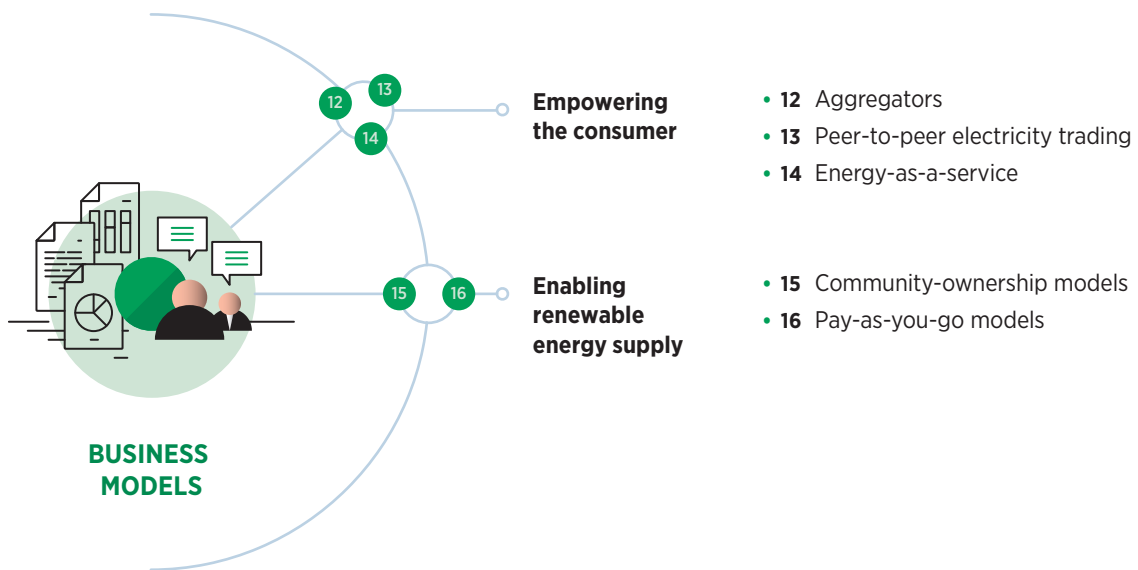 12
13
14
Empowering
the consumer
• 12 Aggregators
• 13 Peer-to-peer electricity trading
• 14 Energy-as-a-service
15
16
Enabling
renewable
energy supply
• 15 Community-ownership models
• 16 Pay-as-you-go models
BUSINESS
MODELS